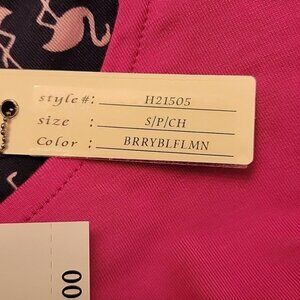 style#: H21505
size : S/P/CH
Color : BRRYBLFLMN
00